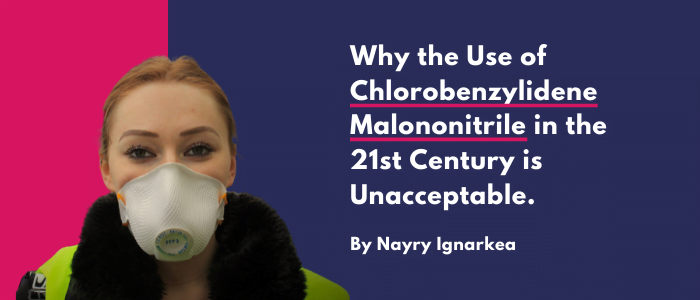 Why the Use of
Chlorobenzylidene
Malononitrile in the
21st Century is
Unacceptable.
By Nayry Ignarkea